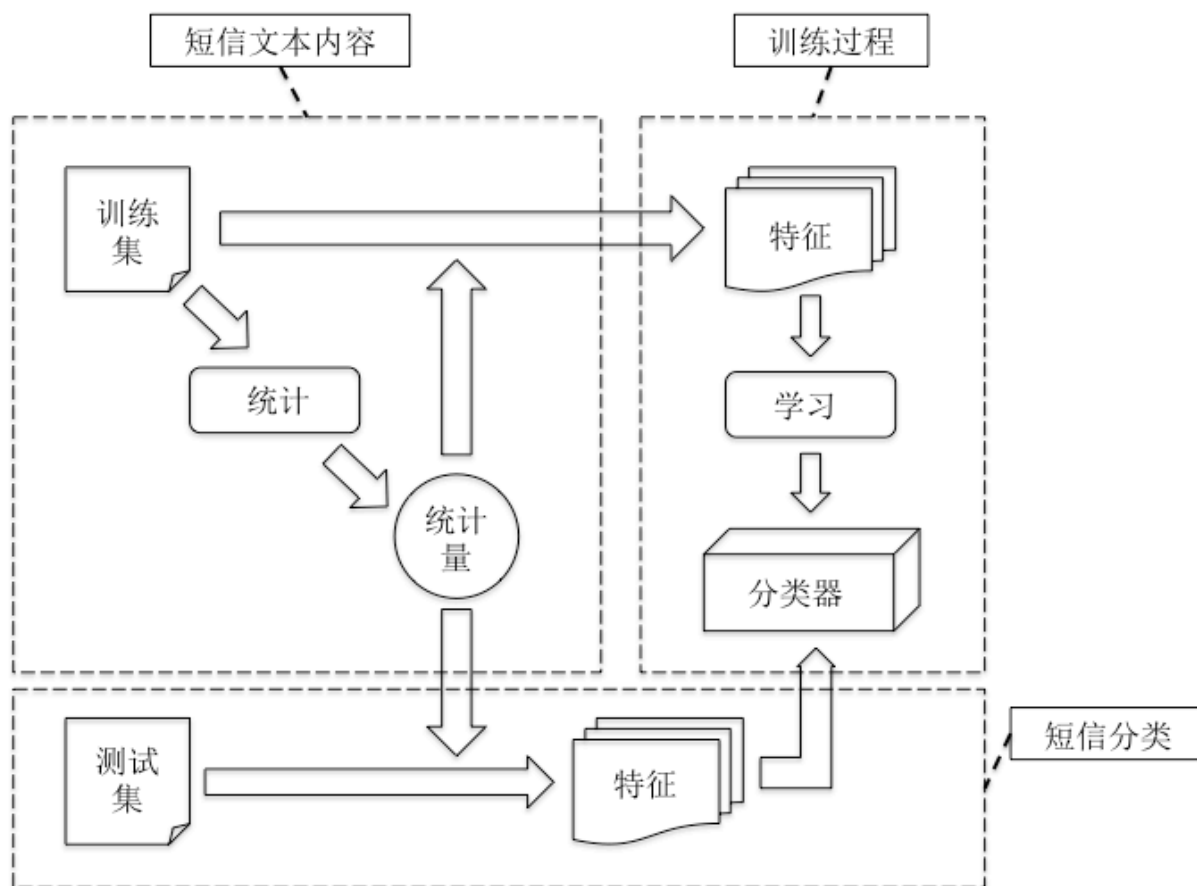 短信文本内容
训练过程
训练
集
特征
统计
学习
统计
量
分类器
测试
集
特征
短信分类